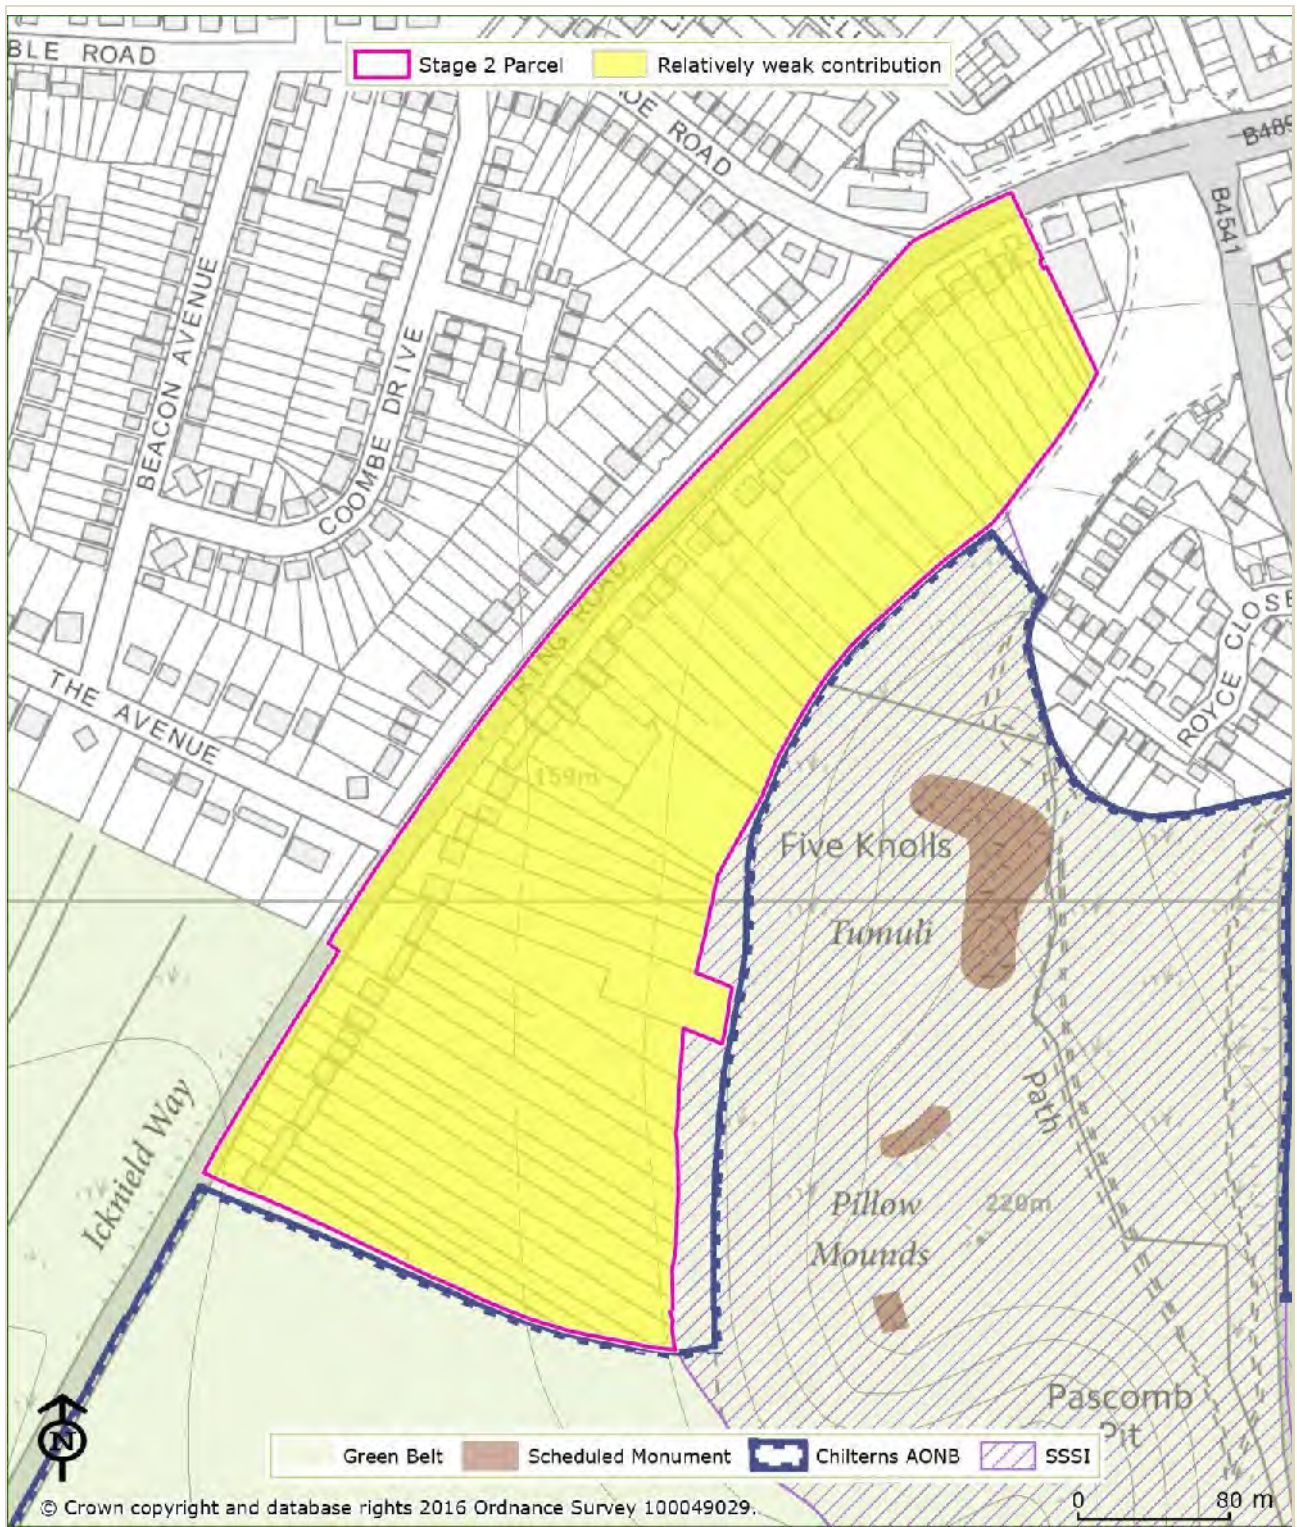 BLE ROAD
Stage 2 Parcel
Relatively weak contribution
OE ROAD
B489
B4541
BEACON AVENUE
COOMBE DRIVE
TRING ROAD
ROYCE CLOSE
THE AVENUE
159m
Five Knolls
Tumuli
Path
Icknield Way
Pillow
Mounds
220m
Pascomb
Pit
N
Green Belt
Scheduled Monument
Chilterns AONB
SSSI
© Crown copyright and database rights 2016 Ordnance Survey 100049029.
0 80 m